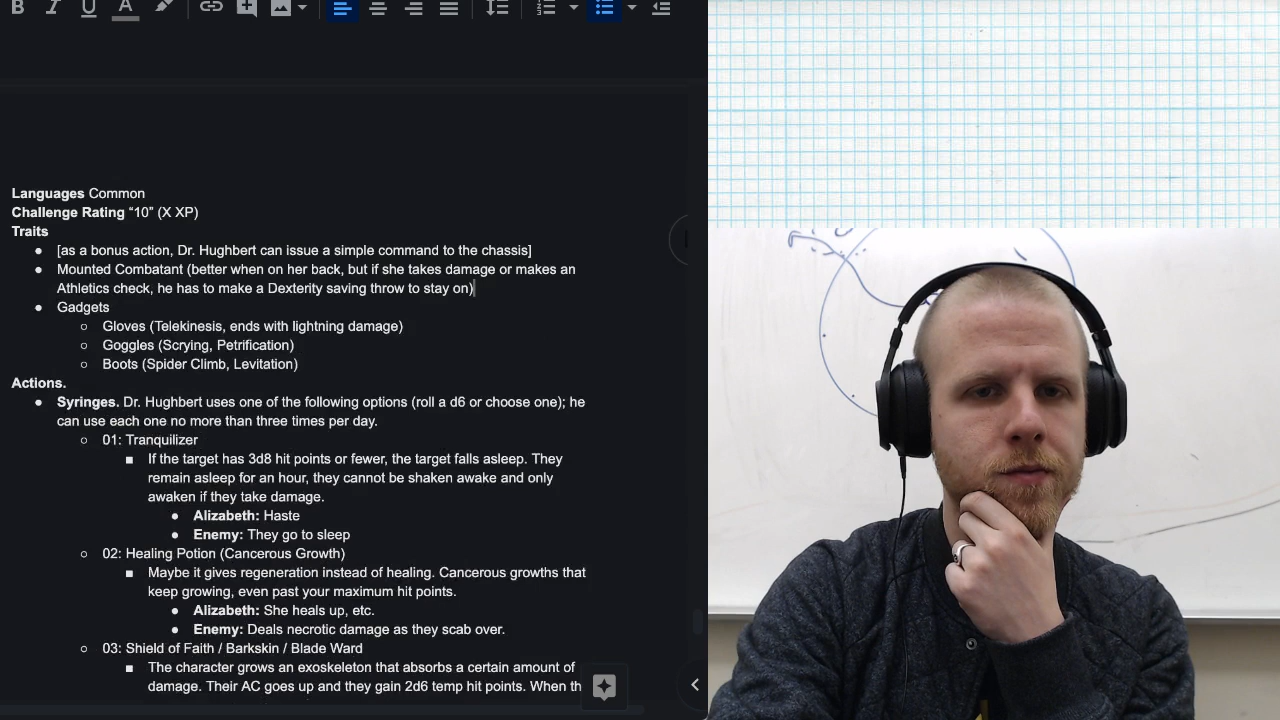 Languages Common
Challenge Rating “10” (X XP)
Traits
● [as a bonus action, Dr. Hughbert can issue a simple command to the chassis]
● Mounted Combatant (better when on her back, but if she takes damage or makes an
Athletics check, he has to make a Dexterity saving throw to stay on)
● Gadgets
○ Gloves (Telekinesis, ends with lightning damage)
○ Goggles (Scrying, Petrification)
○ Boots (Spider Climb, Levitation)
Actions.
● Syringes. Dr. Hughbert uses one of the following options (roll a d6 or choose one); he
can use each one no more than three times per day.
○ 01: Tranquilizer
■ If the target has 3d8 hit points or fewer, the target falls asleep. They
remain asleep for an hour, they cannot be shaken awake and only
awaken if they take damage.
● Alizabeth: Haste
● Enemy: They go to sleep
○ 02: Healing Potion (Cancerous Growth)
■ Maybe it gives regeneration instead of healing. Cancerous growths that
keep growing, even past your maximum hit points.
● Alizabeth: She heals up, etc.
● Enemy: Deals necrotic damage as they scab over.
○ 03: Shield of Faith / Barkskin / Blade Ward
■ The character grows an exoskeleton that absorbs a certain amount of
damage. Their AC goes up and they gain 2d6 temp hit points. When th